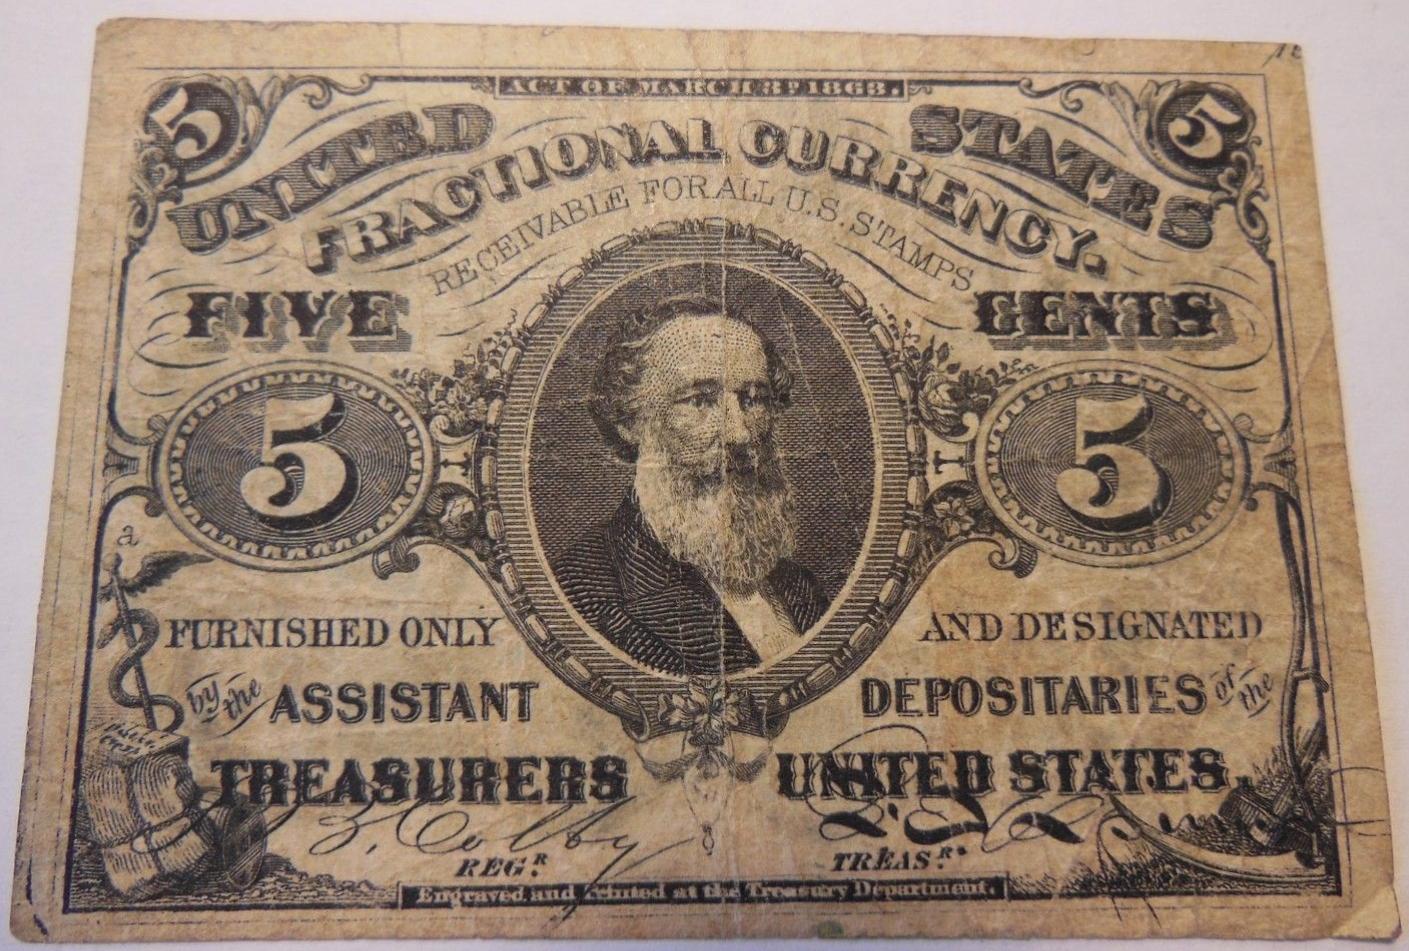 ACT OF MARCH 3D 1863.
5 5
UNITED STATES
FRACTIONAL CURRENCY.
RECEIVABLE FOR ALL U.S. STAMPS
FIVE CENTS
5 5
a
FURNISHED ONLY AND DESIGNATED
by the ASSISTANT DEPOSITARIES of the
TREASURERS UNITED STATES.
S. B. Colby
REGR. TREASR.
Engraved and Printed at the Treasury Department.